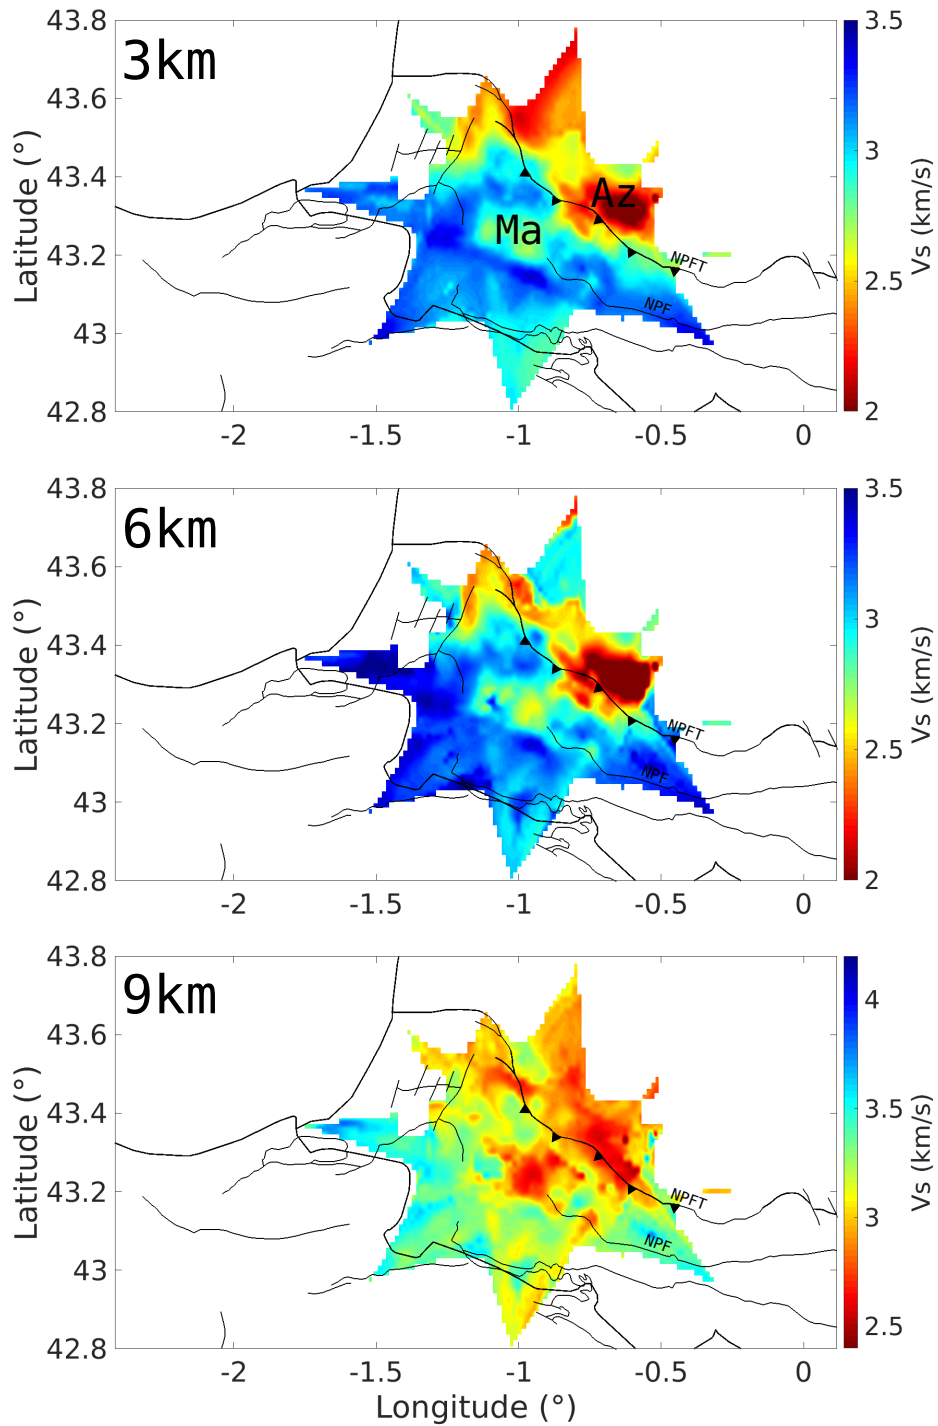 3km
43.8
43.6
43.4
43.2
43
42.8
Latitude (°)
-2
-1.5
-1
-0.5
0
Az
Ma
NPFT
NPF
3.5
3
2.5
2
Vs (km/s)
6km
43.8
43.6
43.4
43.2
43
42.8
Latitude (°)
-2
-1.5
-1
-0.5
0
NPFT
NPF
3.5
3
2.5
2
Vs (km/s)
9km
43.8
43.6
43.4
43.2
43
42.8
Latitude (°)
-2
-1.5
-1
-0.5
0
Longitude (°)
NPFT
NPF
4
3.5
3
2.5
Vs (km/s)